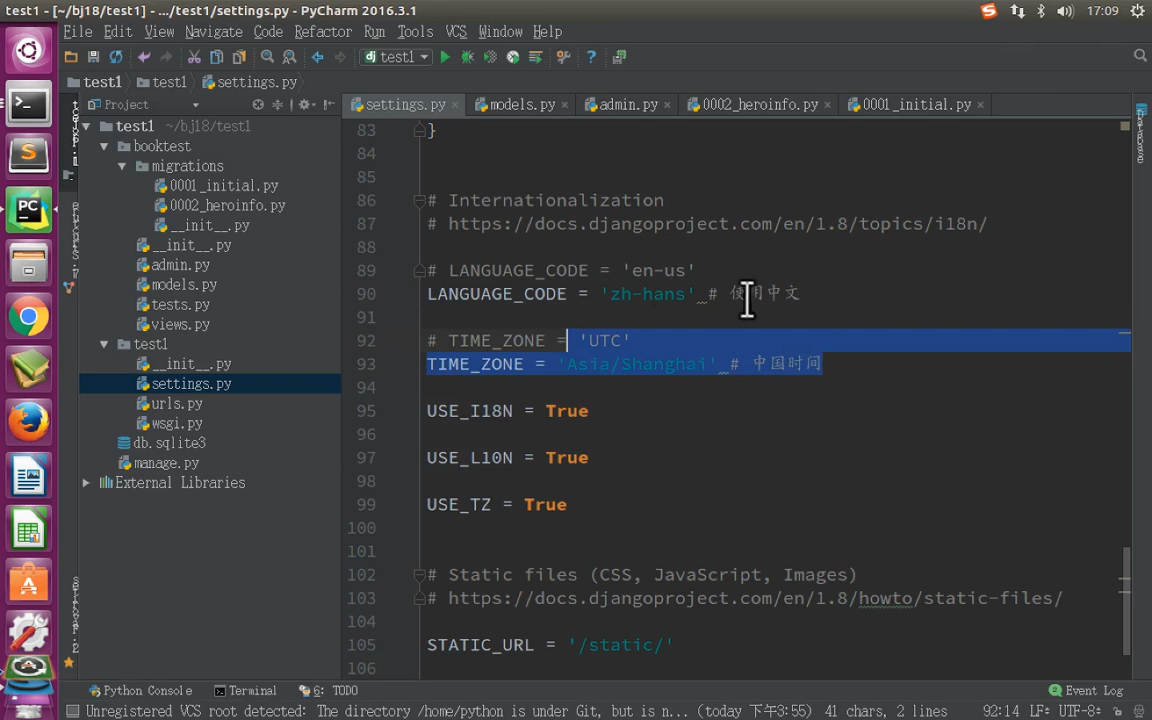 test1 - [~/bj18/test1] - .../test1/settings.py - PyCharm 2016.3.1
17:09
File Edit View Navigate Code Refactor Run Tools VCS Window Help
dj test1
test1 test1 settings.py
Project
settings.py models.py admin.py 0002_heroinfo.py 0001_initial.py
test1 ~/bj18/test1
booktest
migrations
0001_initial.py
0002_heroinfo.py
__init__.py
__init__.py
admin.py
models.py
tests.py
views.py
test1
__init__.py
settings.py
urls.py
wsgi.py
db.sqlite3
manage.py
External Libraries
83 }
84
85
86 # Internationalization
87 # https://docs.djangoproject.com/en/1.8/topics/i18n/
88
89 # LANGUAGE_CODE = 'en-us'
90 LANGUAGE_CODE = 'zh-hans' # 使用中文
91
92 # TIME_ZONE = 'UTC'
93 TIME_ZONE = 'Asia/Shanghai' # 中国时间
94
95 USE_I18N = True
96
97 USE_L10N = True
98
99 USE_TZ = True
100
101
102 # Static files (CSS, JavaScript, Images)
103 # https://docs.djangoproject.com/en/1.8/howto/static-files/
104
105 STATIC_URL = '/static/'
106
Python Console Terminal 6: TODO Event Log
Unregistered VCS root detected: The directory /home/python is under Git, but is n... (today 下午3:55) 41 chars, 2 lines 92:14 LF÷ UTF-8÷